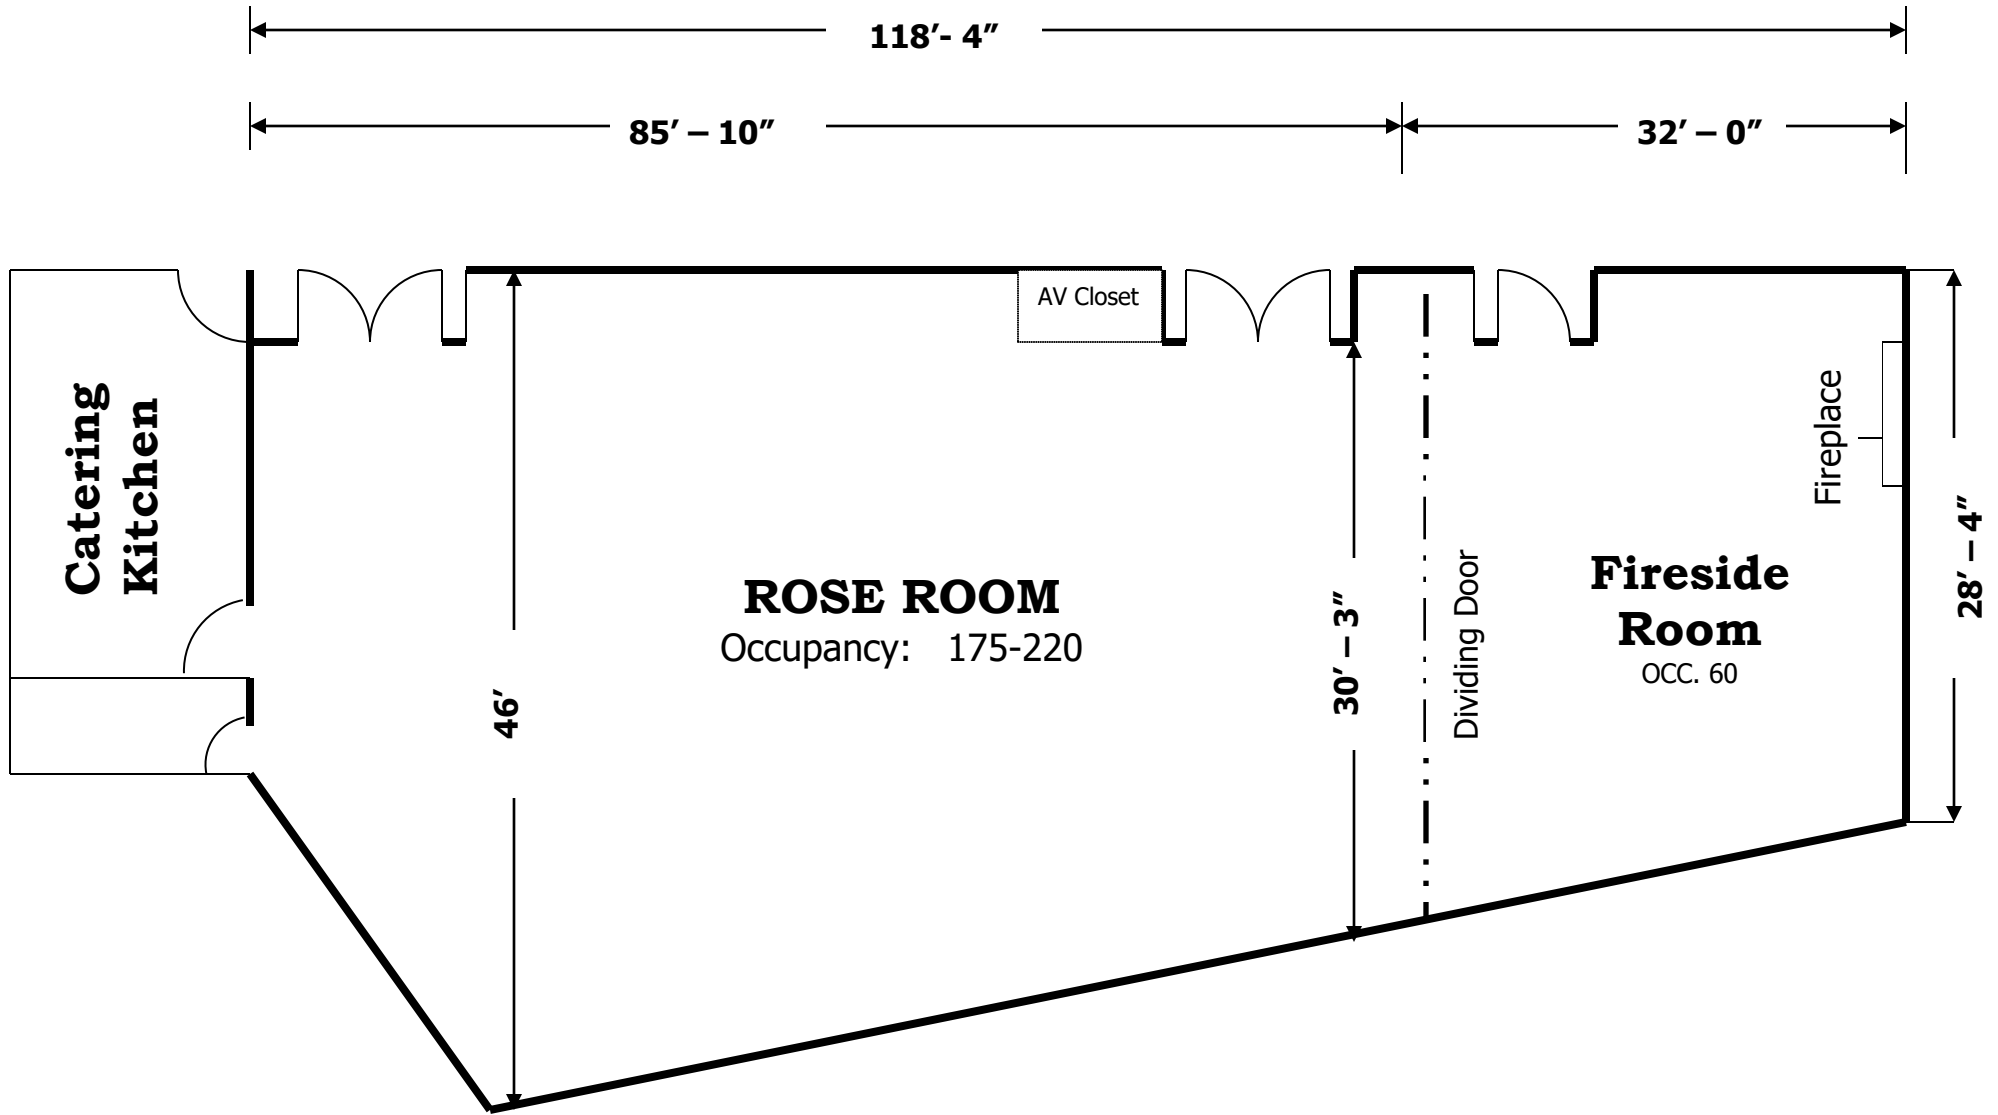 118′- 4″
85′ – 10″
32′ – 0″
AV Closet
Catering
Kitchen
Fireplace
28′ – 4″
ROSE ROOM
Occupancy: 175-220
30′ – 3″
Dividing Door
Fireside
Room
OCC. 60
46′